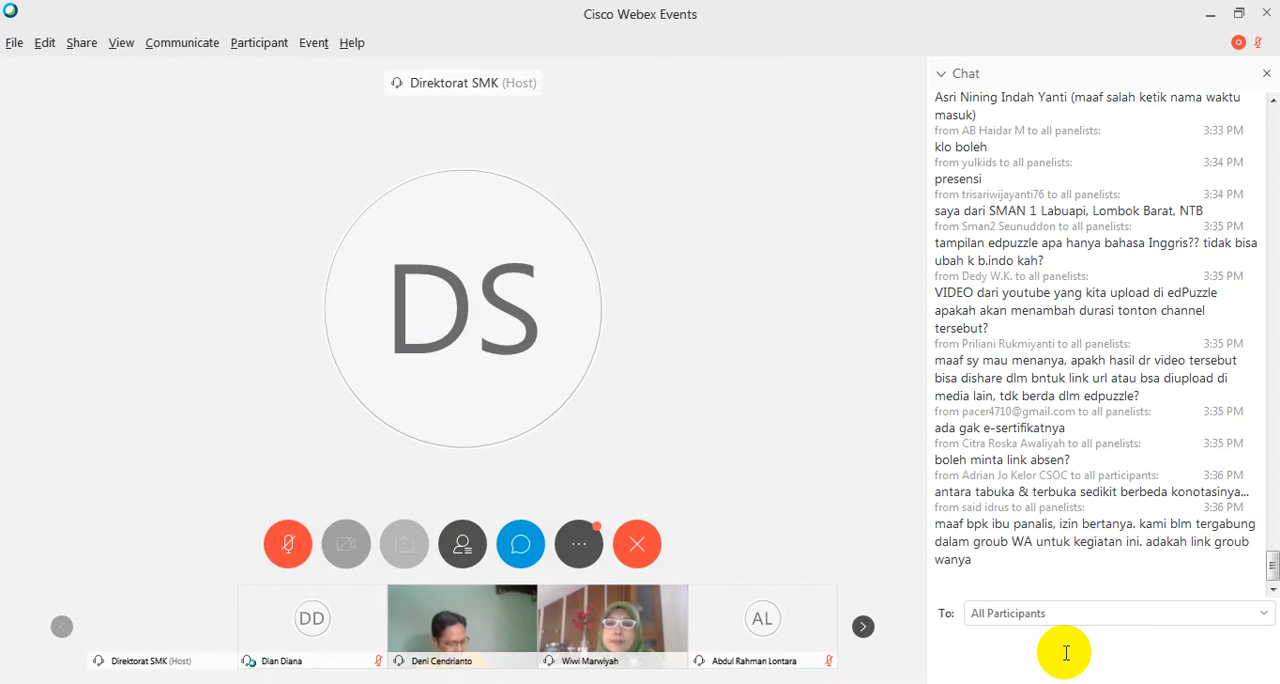 Cisco Webex Events
File Edit Share View Communicate Participant Event Help
Direktorat SMK (Host)
DS
DD
AL
Direktorat SMK (Host)
Dian Diana
Deni Cendrianto
Wiwi Marwiyah
Abdul Rahman Lontara
Chat
Asri Nining Indah Yanti (maaf salah ketik nama waktu
masuk)
from AB Haidar M to all panelists: 3:33 PM
klo boleh
from yulkids to all panelists: 3:34 PM
presensi
from trisariwijayanti76 to all panelists: 3:34 PM
saya dari SMAN 1 Labuapi, Lombok Barat, NTB
from Sman2 Seunuddon to all panelists: 3:35 PM
tampilan edpuzzle apa hanya bahasa Inggris?? tidak bisa
ubah k b.indo kah?
from Dedy W.K. to all panelists: 3:35 PM
VIDEO dari youtube yang kita upload di edPuzzle
apakah akan menambah durasi tonton channel
tersebut?
from Priliani Rukmiyanti to all panelists: 3:35 PM
maaf sy mau menanya, apakh hasil dr video tersebut
bisa dishare dlm bntuk link url atau bsa diupload di
media lain, tdk berda dlm edpuzzle?
from pacer4710@gmail.com to all panelists: 3:35 PM
ada gak e-sertifikatnya
from Citra Roska Awaliyah to all panelists: 3:35 PM
boleh minta link absen?
from Adrian Jo Kelor CSOC to all participants: 3:36 PM
antara tabuka & terbuka sedikit berbeda konotasinya...
from said idrus to all panelists: 3:36 PM
maaf bpk ibu panalis, izin bertanya. kami blm tergabung
dalam groub WA untuk kegiatan ini. adakah link groub
wanya
To: All Participants